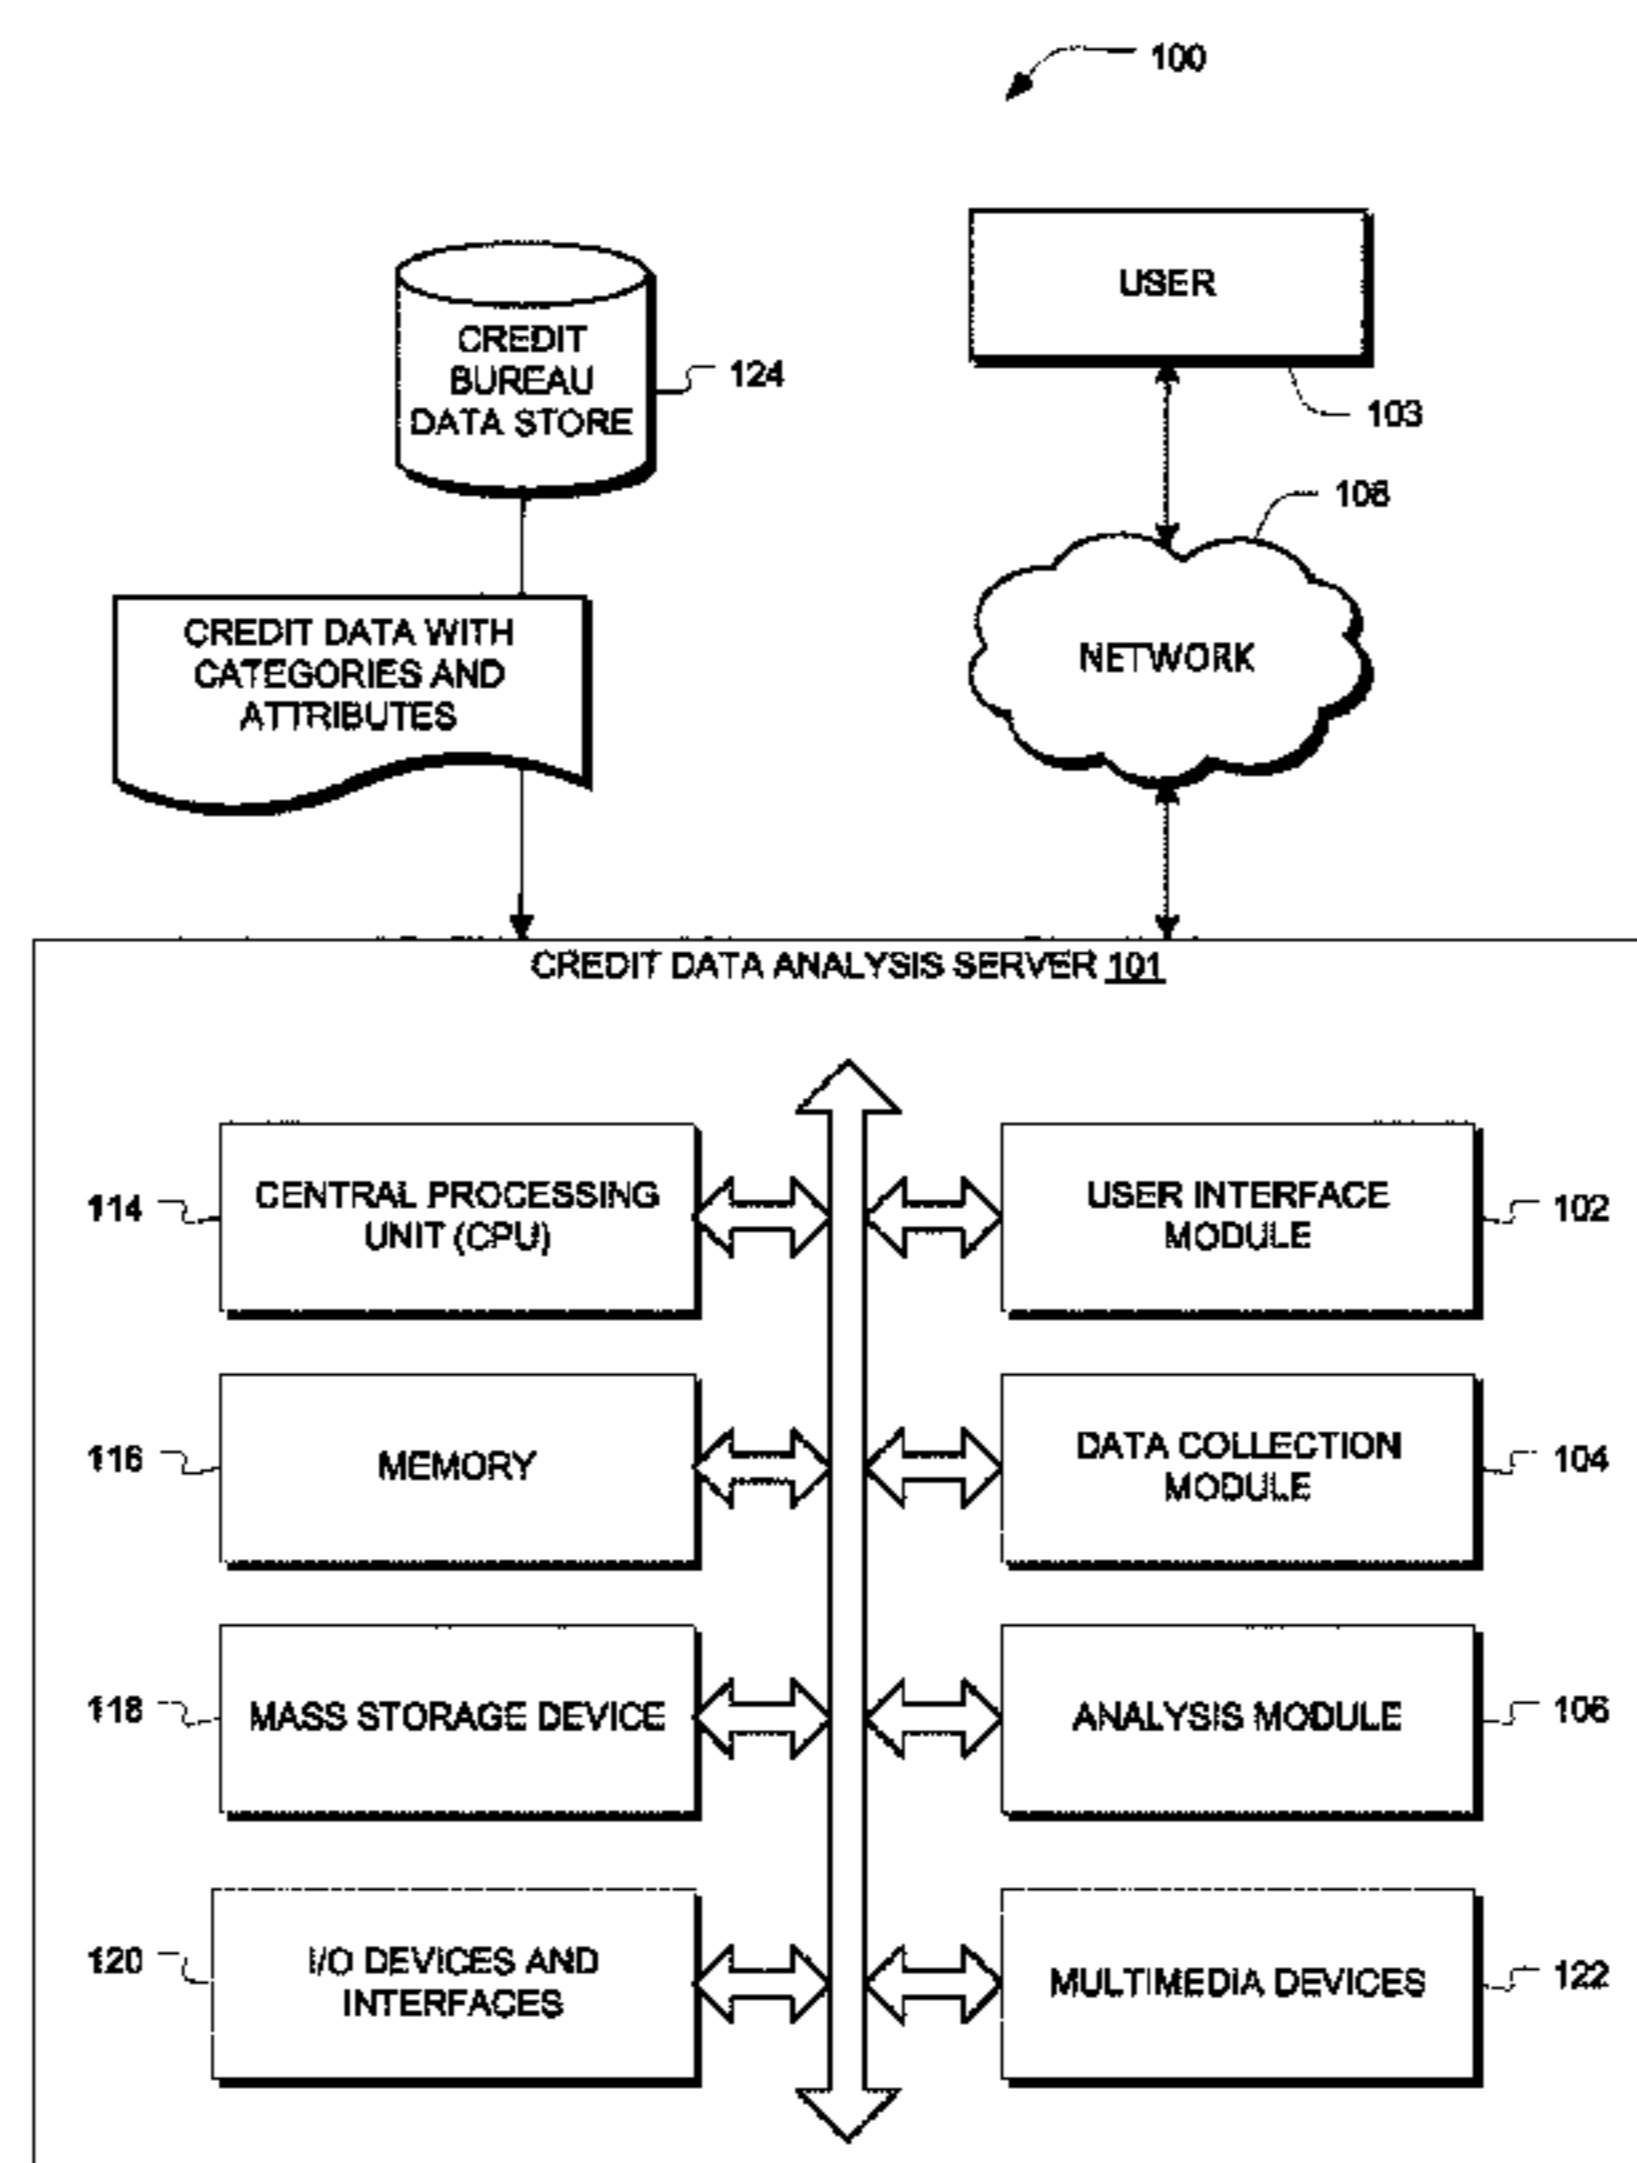 100
USER
103
CREDIT
BUREAU
DATA STORE
124
108
NETWORK
CREDIT DATA WITH
CATEGORIES AND
ATTRIBUTES
CREDIT DATA ANALYSIS SERVER 101
114
CENTRAL PROCESSING
UNIT (CPU)
USER INTERFACE
MODULE
102
116
MEMORY
DATA COLLECTION
MODULE
104
118
MASS STORAGE DEVICE
ANALYSIS MODULE
106
120
I/O DEVICES AND
INTERFACES
MULTIMEDIA DEVICES
122